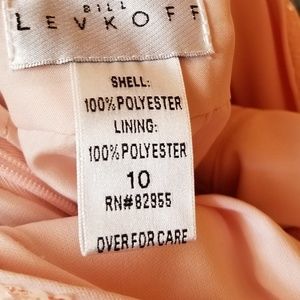 BILL
LEVKOFF
SHELL:
100% POLYESTER
LINING:
100% POLYESTER
10
RN#82955
OVER FOR CARE